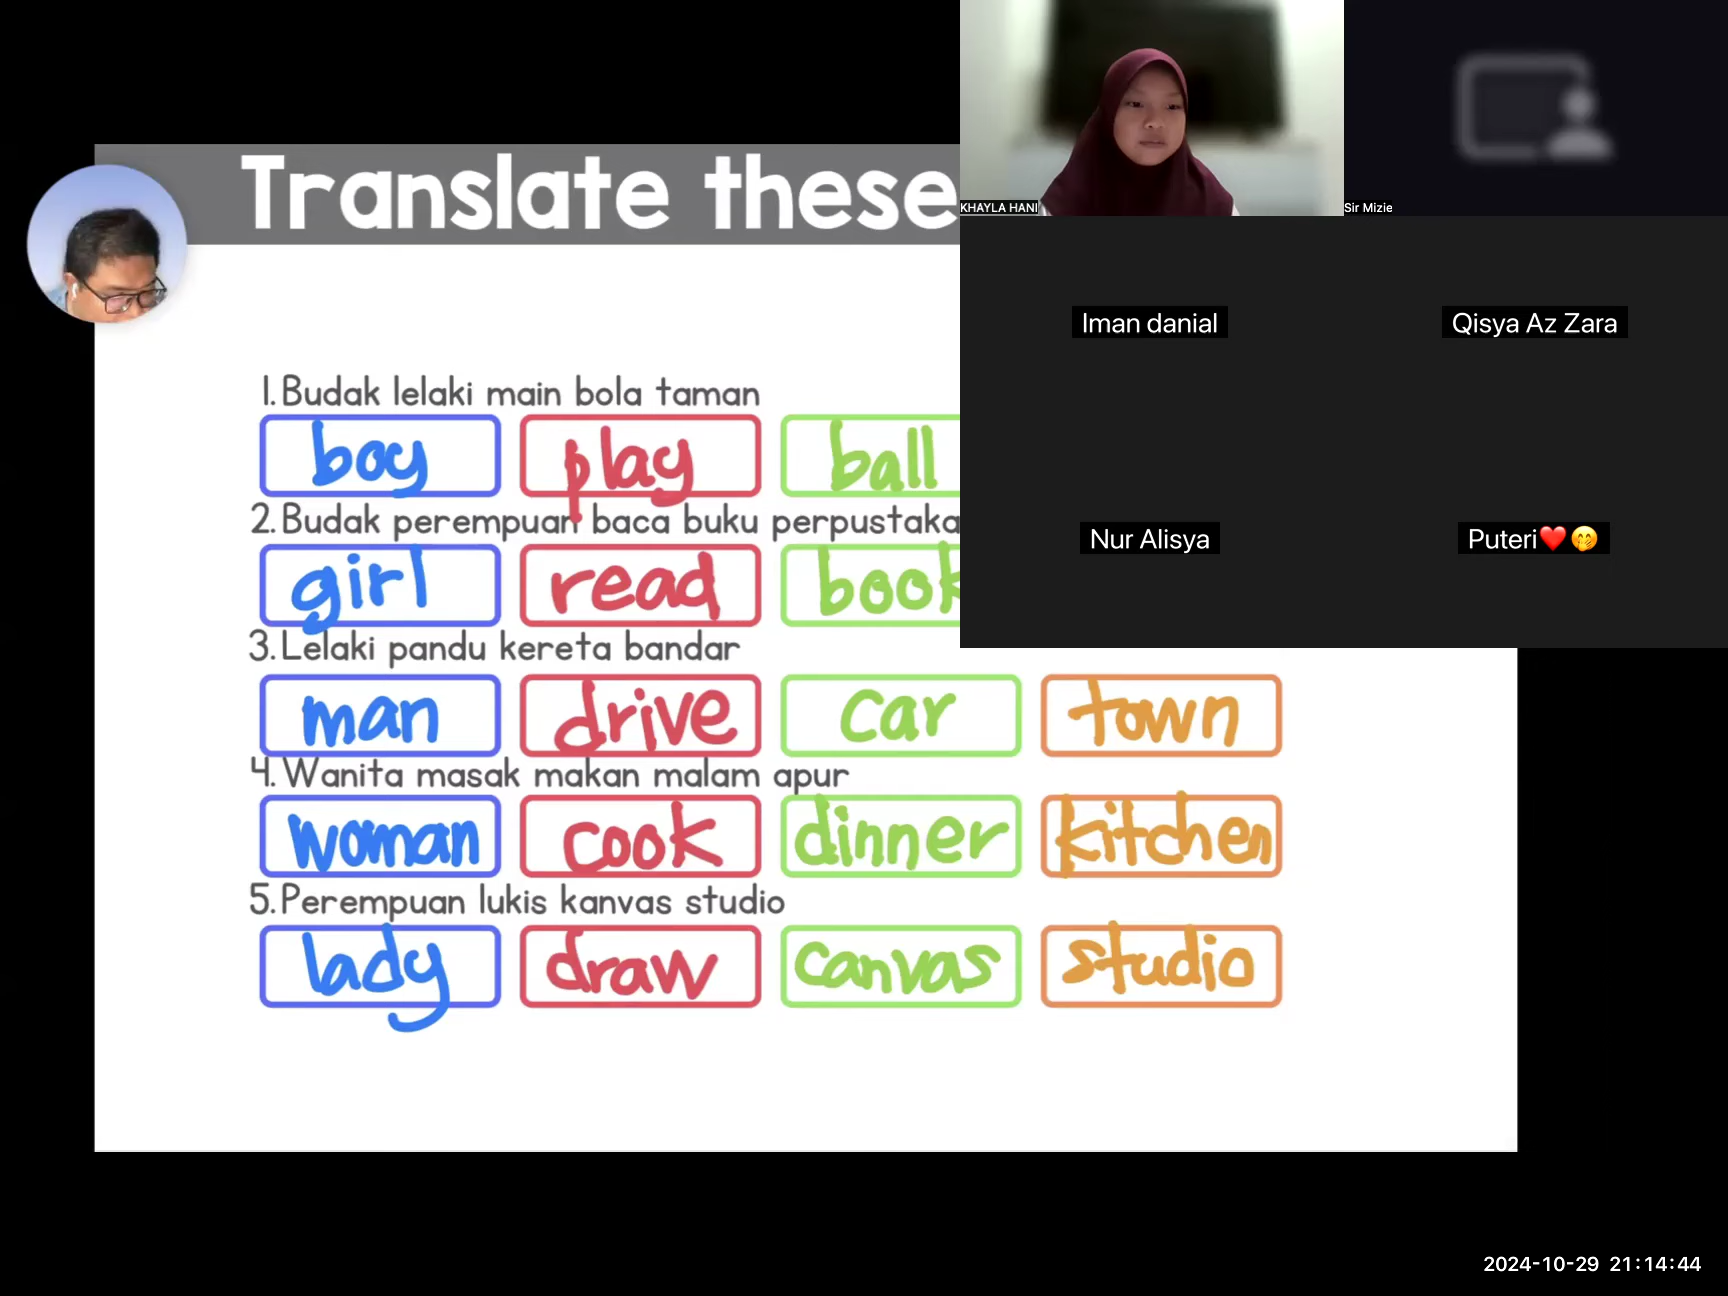 Translate these
KHAYLA HANI
Sir Mizie
Iman danial
Qisya Az Zara
Nur Alisya
Puteri❤️🤭
1. Budak lelaki main bola taman
boy play ball
2. Budak perempuan baca buku perpustaka
girl read book
3. Lelaki pandu kereta bandar
man drive car town
4. Wanita masak makan malam apur
woman cook dinner kitchen
5. Perempuan lukis kanvas studio
lady draw canvas studio
2024-10-29 21:14:44